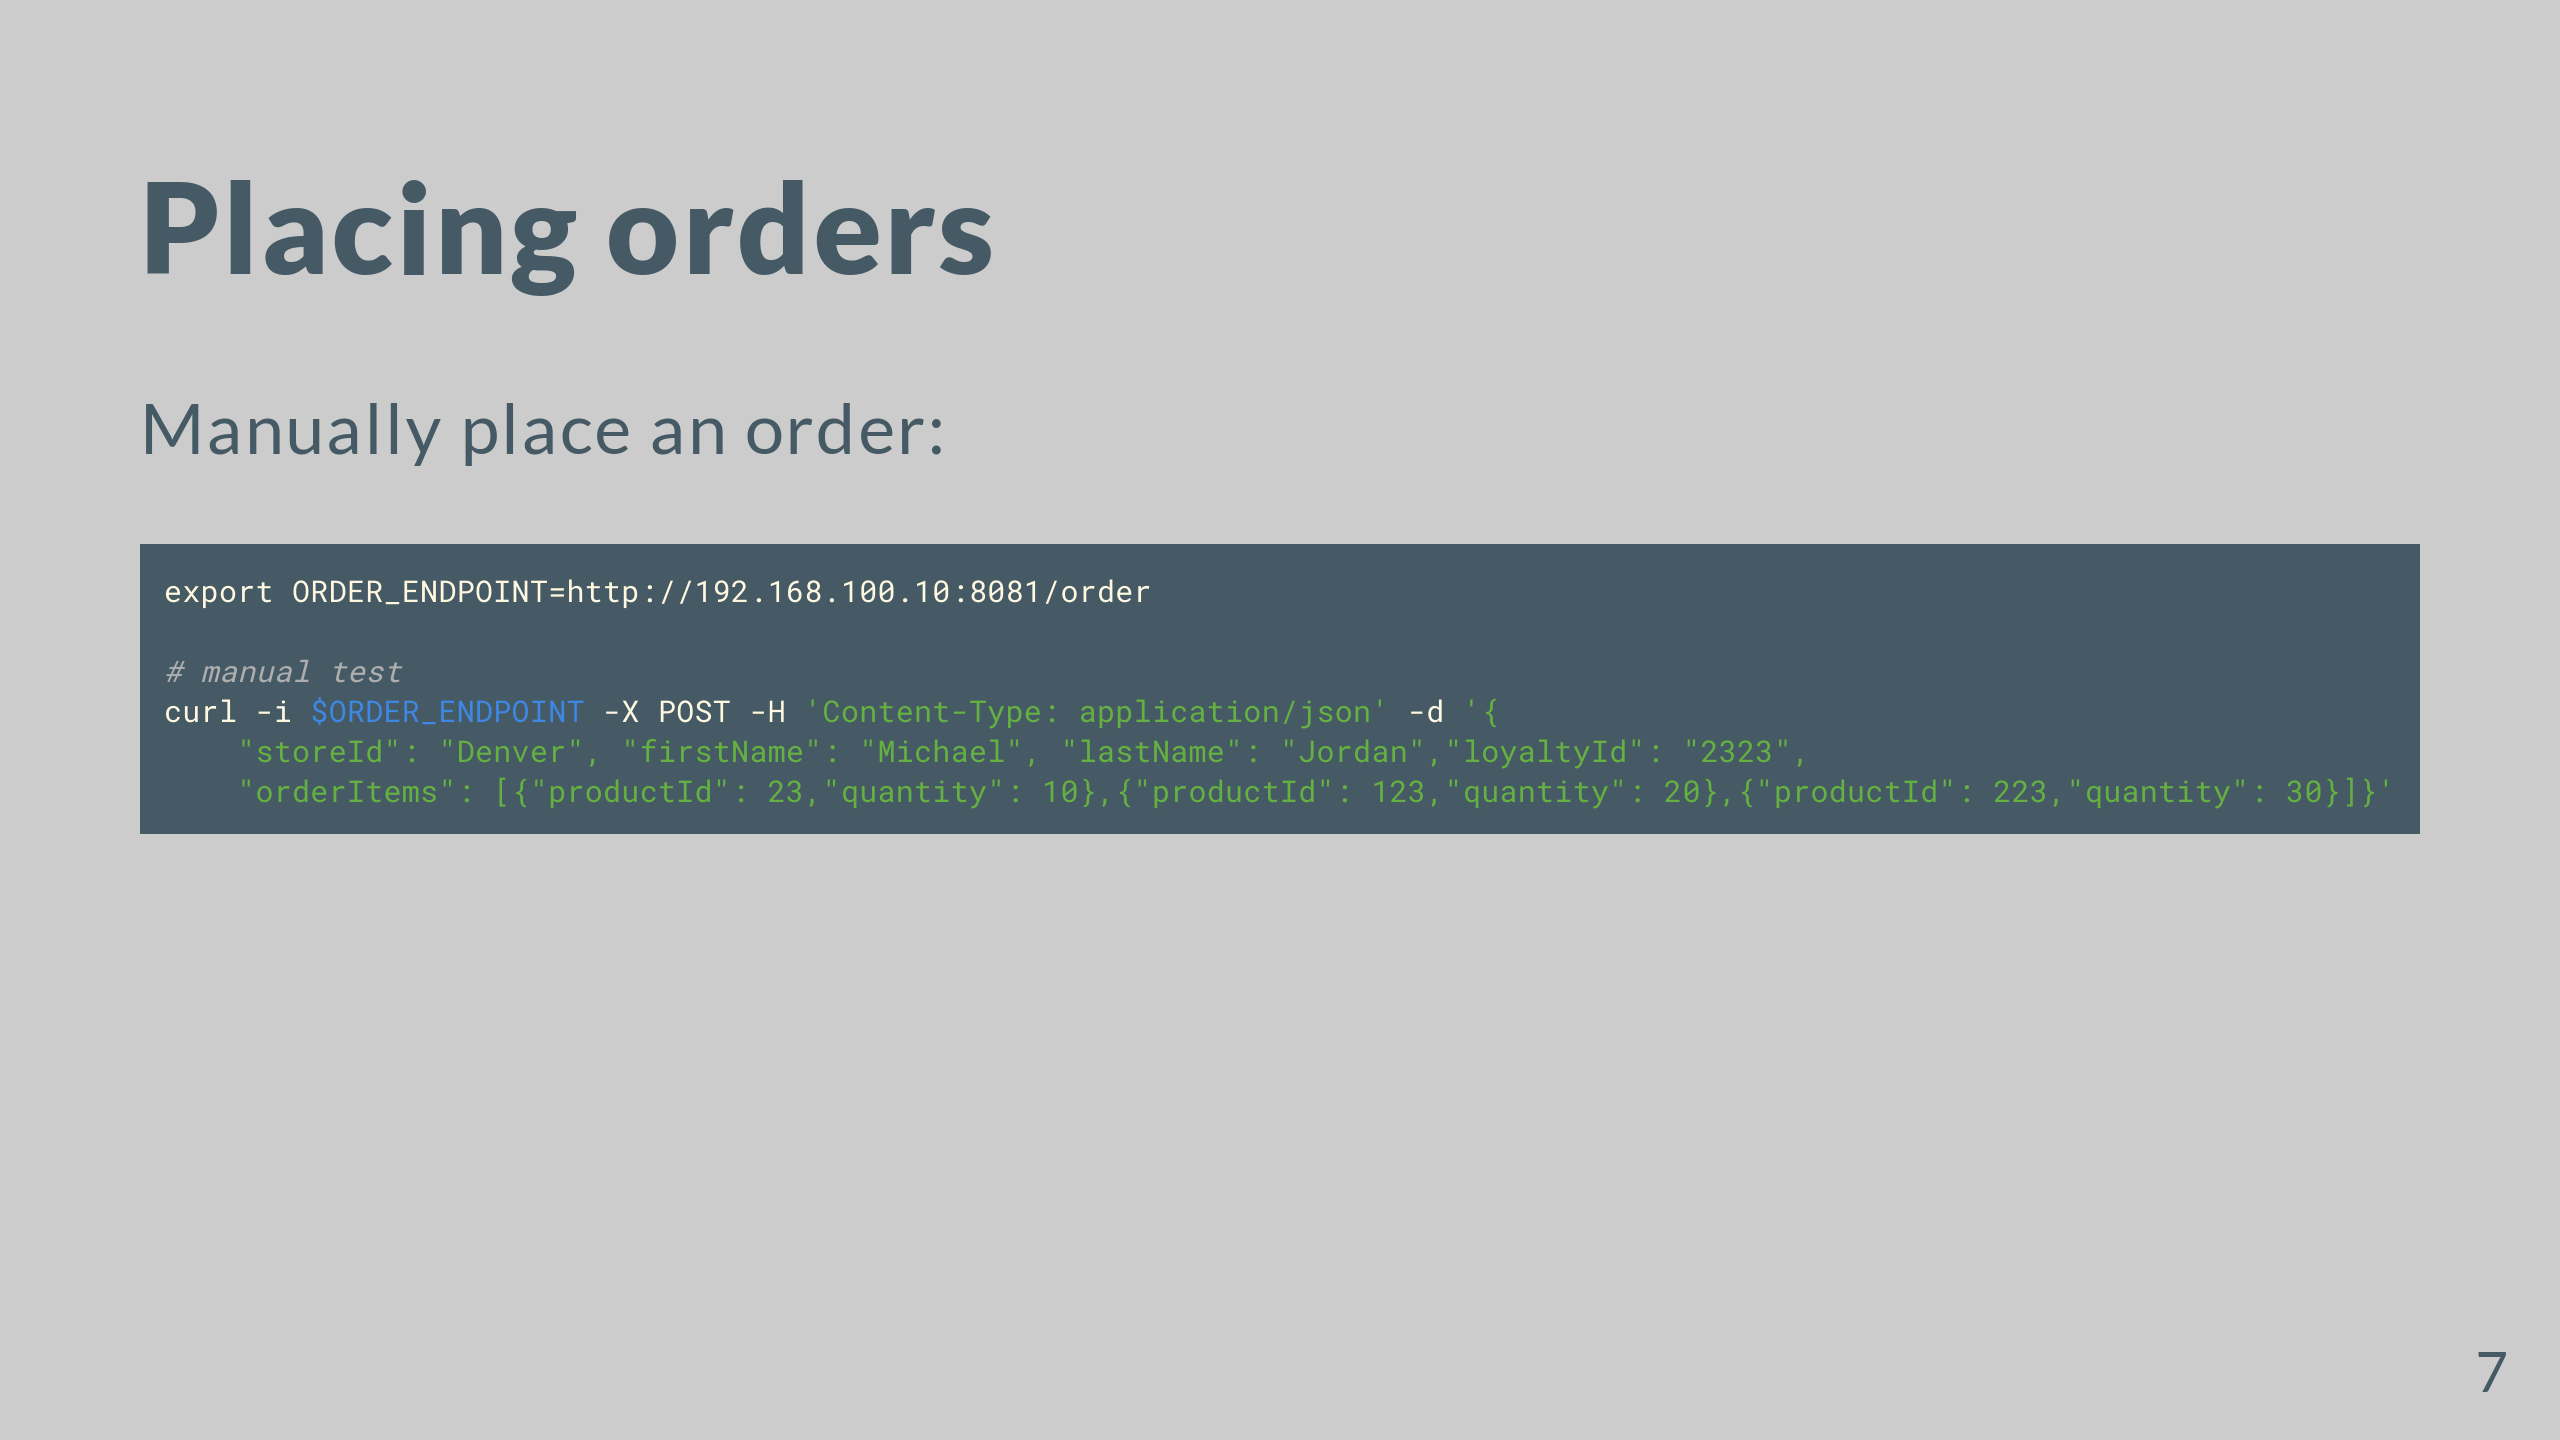 Placing orders
Manually place an order:
export ORDER_ENDPOINT=http://192.168.100.10:8081/order
# manual test
curl -i $ORDER_ENDPOINT -X POST -H 'Content-Type: application/json' -d '{
    "storeId": "Denver", "firstName": "Michael", "lastName": "Jordan","loyaltyId": "2323",
    "orderItems": [{"productId": 23,"quantity": 10},{"productId": 123,"quantity": 20},{"productId": 223,"quantity": 30}]}'
7